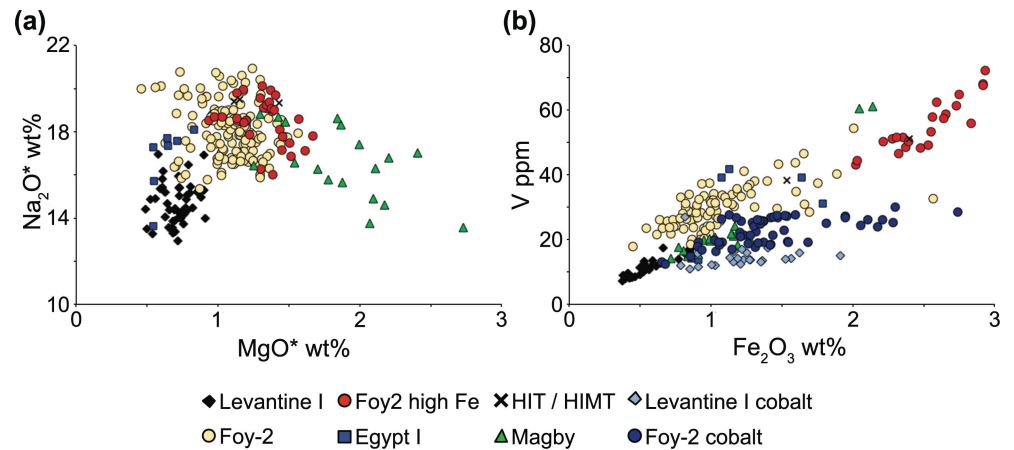 (a)
(b)
22
18
14
10
Na₂O* wt%
0
1
2
3
MgO* wt%
80
60
40
20
0
V ppm
0
1
2
3
Fe₂O₃ wt%
Levantine I
Foy2 high Fe
HIT / HIMT
Levantine I cobalt
Foy-2
Egypt I
Magby
Foy-2 cobalt